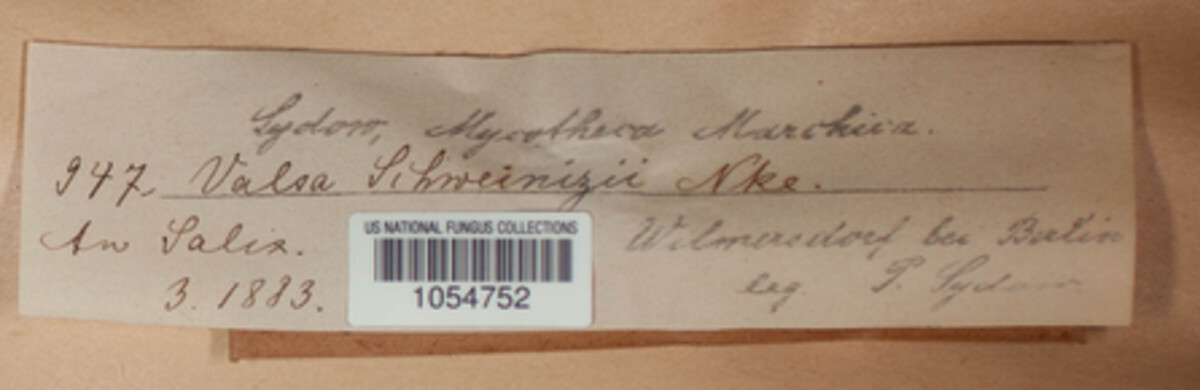 Sydow, Mycotheca Marchica.
947. Valsa Schweinizii Nke.
An Salix.
3. 1883.
US NATIONAL FUNGUS COLLECTIONS
1054752
Wilmersdorf bei Berlin
leg. P. Sydow.